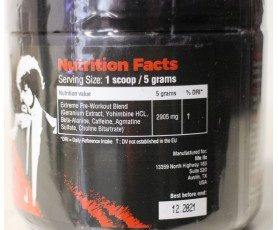 Nutrition Facts
Serving Size: 1 scoop / 5 grams
Nutrition value 5 grams % DRI*
Extreme Pre-Workout Blend
(Geranium Extract, Yohimbine HCL,
Beta-Alanine, Caffeine, Agmatine
Sulfate, Choline Bitartrate) 2905 mg †
*DRI – Daily Reference Intake † DV not established in the EU
Manufactured for:
13359 North Highway 183
Suite 520
Austin, TX
USA
Best before end:
12.2021